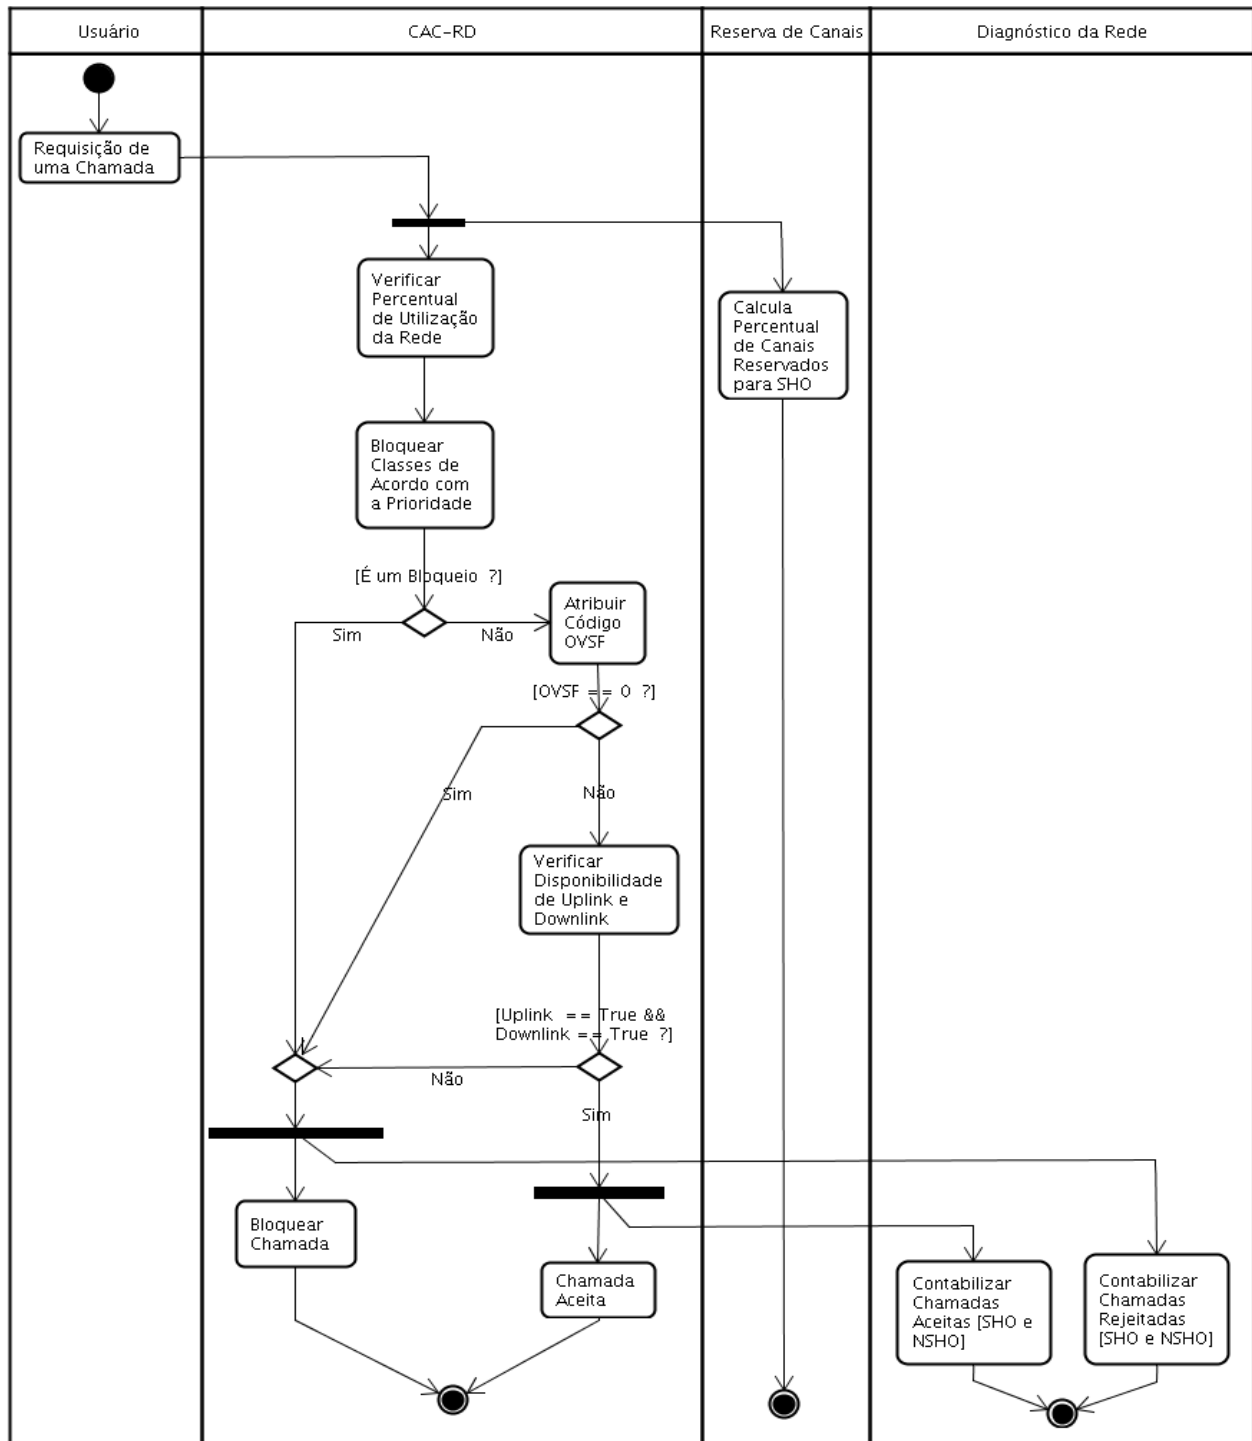 Usuário
CAC-RD
Reserva de Canais
Diagnóstico da Rede
Requisição de
uma Chamada
Verificar
Percentual
de Utilização
da Rede
Calcula
Percentual
de Canais
Reservados
para SHO
Bloquear
Classes de
Acordo com
a Prioridade
[É um Bloqueio ?]
Sim
Não
Atribuir
Código
OVSF
[OVSF == 0 ?]
Sim
Não
Verificar
Disponibilidade
de Uplink e
Downlink
[Uplink == True &&
Downlink == True ?]
Não
Sim
Bloquear
Chamada
Chamada
Aceita
Contabilizar
Chamadas
Aceitas [SHO e
NSHO]
Contabilizar
Chamadas
Rejeitadas
[SHO e NSHO]